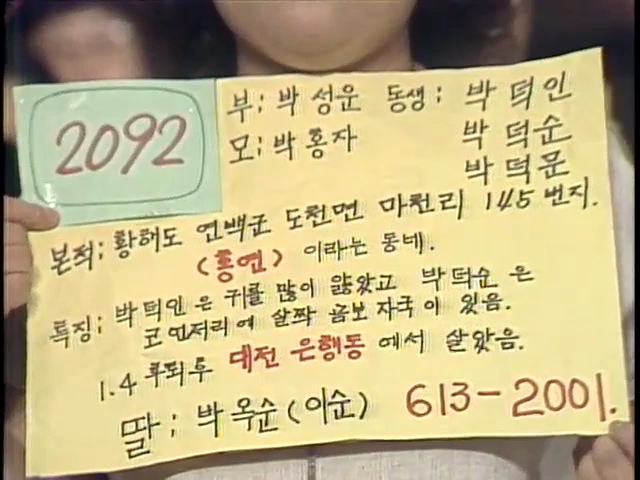 2092
부; 박성운 동생; 박덕인
모; 박홍자 박덕순
박덕문
본적; 황해도 연백군 도천면 마천리 145번지.
(홍연) 이라는 동네.
특징; 박덕인은 귀를 많이 앓았고 박덕순은
코 언저리에 살짝 곰보 자국이 있음.
1.4 후퇴후 대전 은행동에서 살았음.
딸; 박옥순(이순) 613-2001.